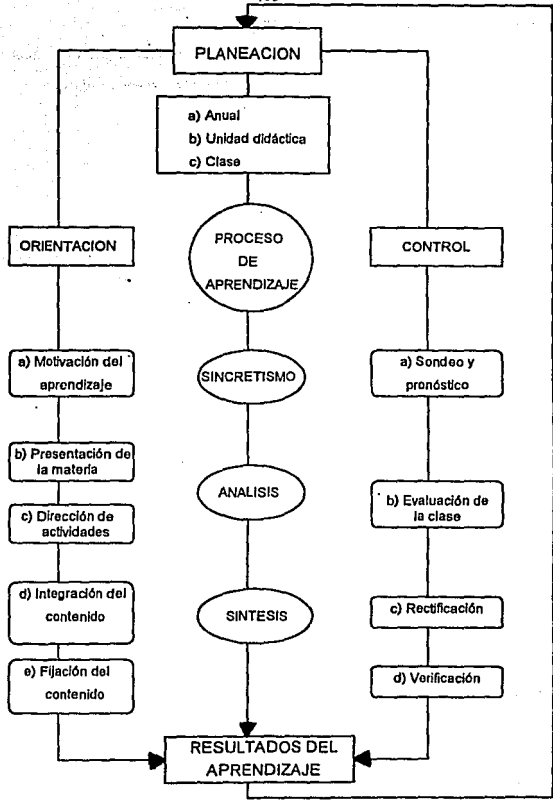 PLANEACION
a) Anual
b) Unidad didáctica
c) Clase
ORIENTACION
PROCESO
DE
APRENDIZAJE
CONTROL
a) Motivación del
aprendizaje
SINCRETISMO
a) Sondeo y
pronóstico
b) Presentación de
la materia
c) Dirección de
actividades
ANALISIS
b) Evaluación de
la clase
d) Integración del
contenido
SINTESIS
c) Rectificación
e) Fijación del
contenido
d) Verificación
RESULTADOS DEL
APRENDIZAJE